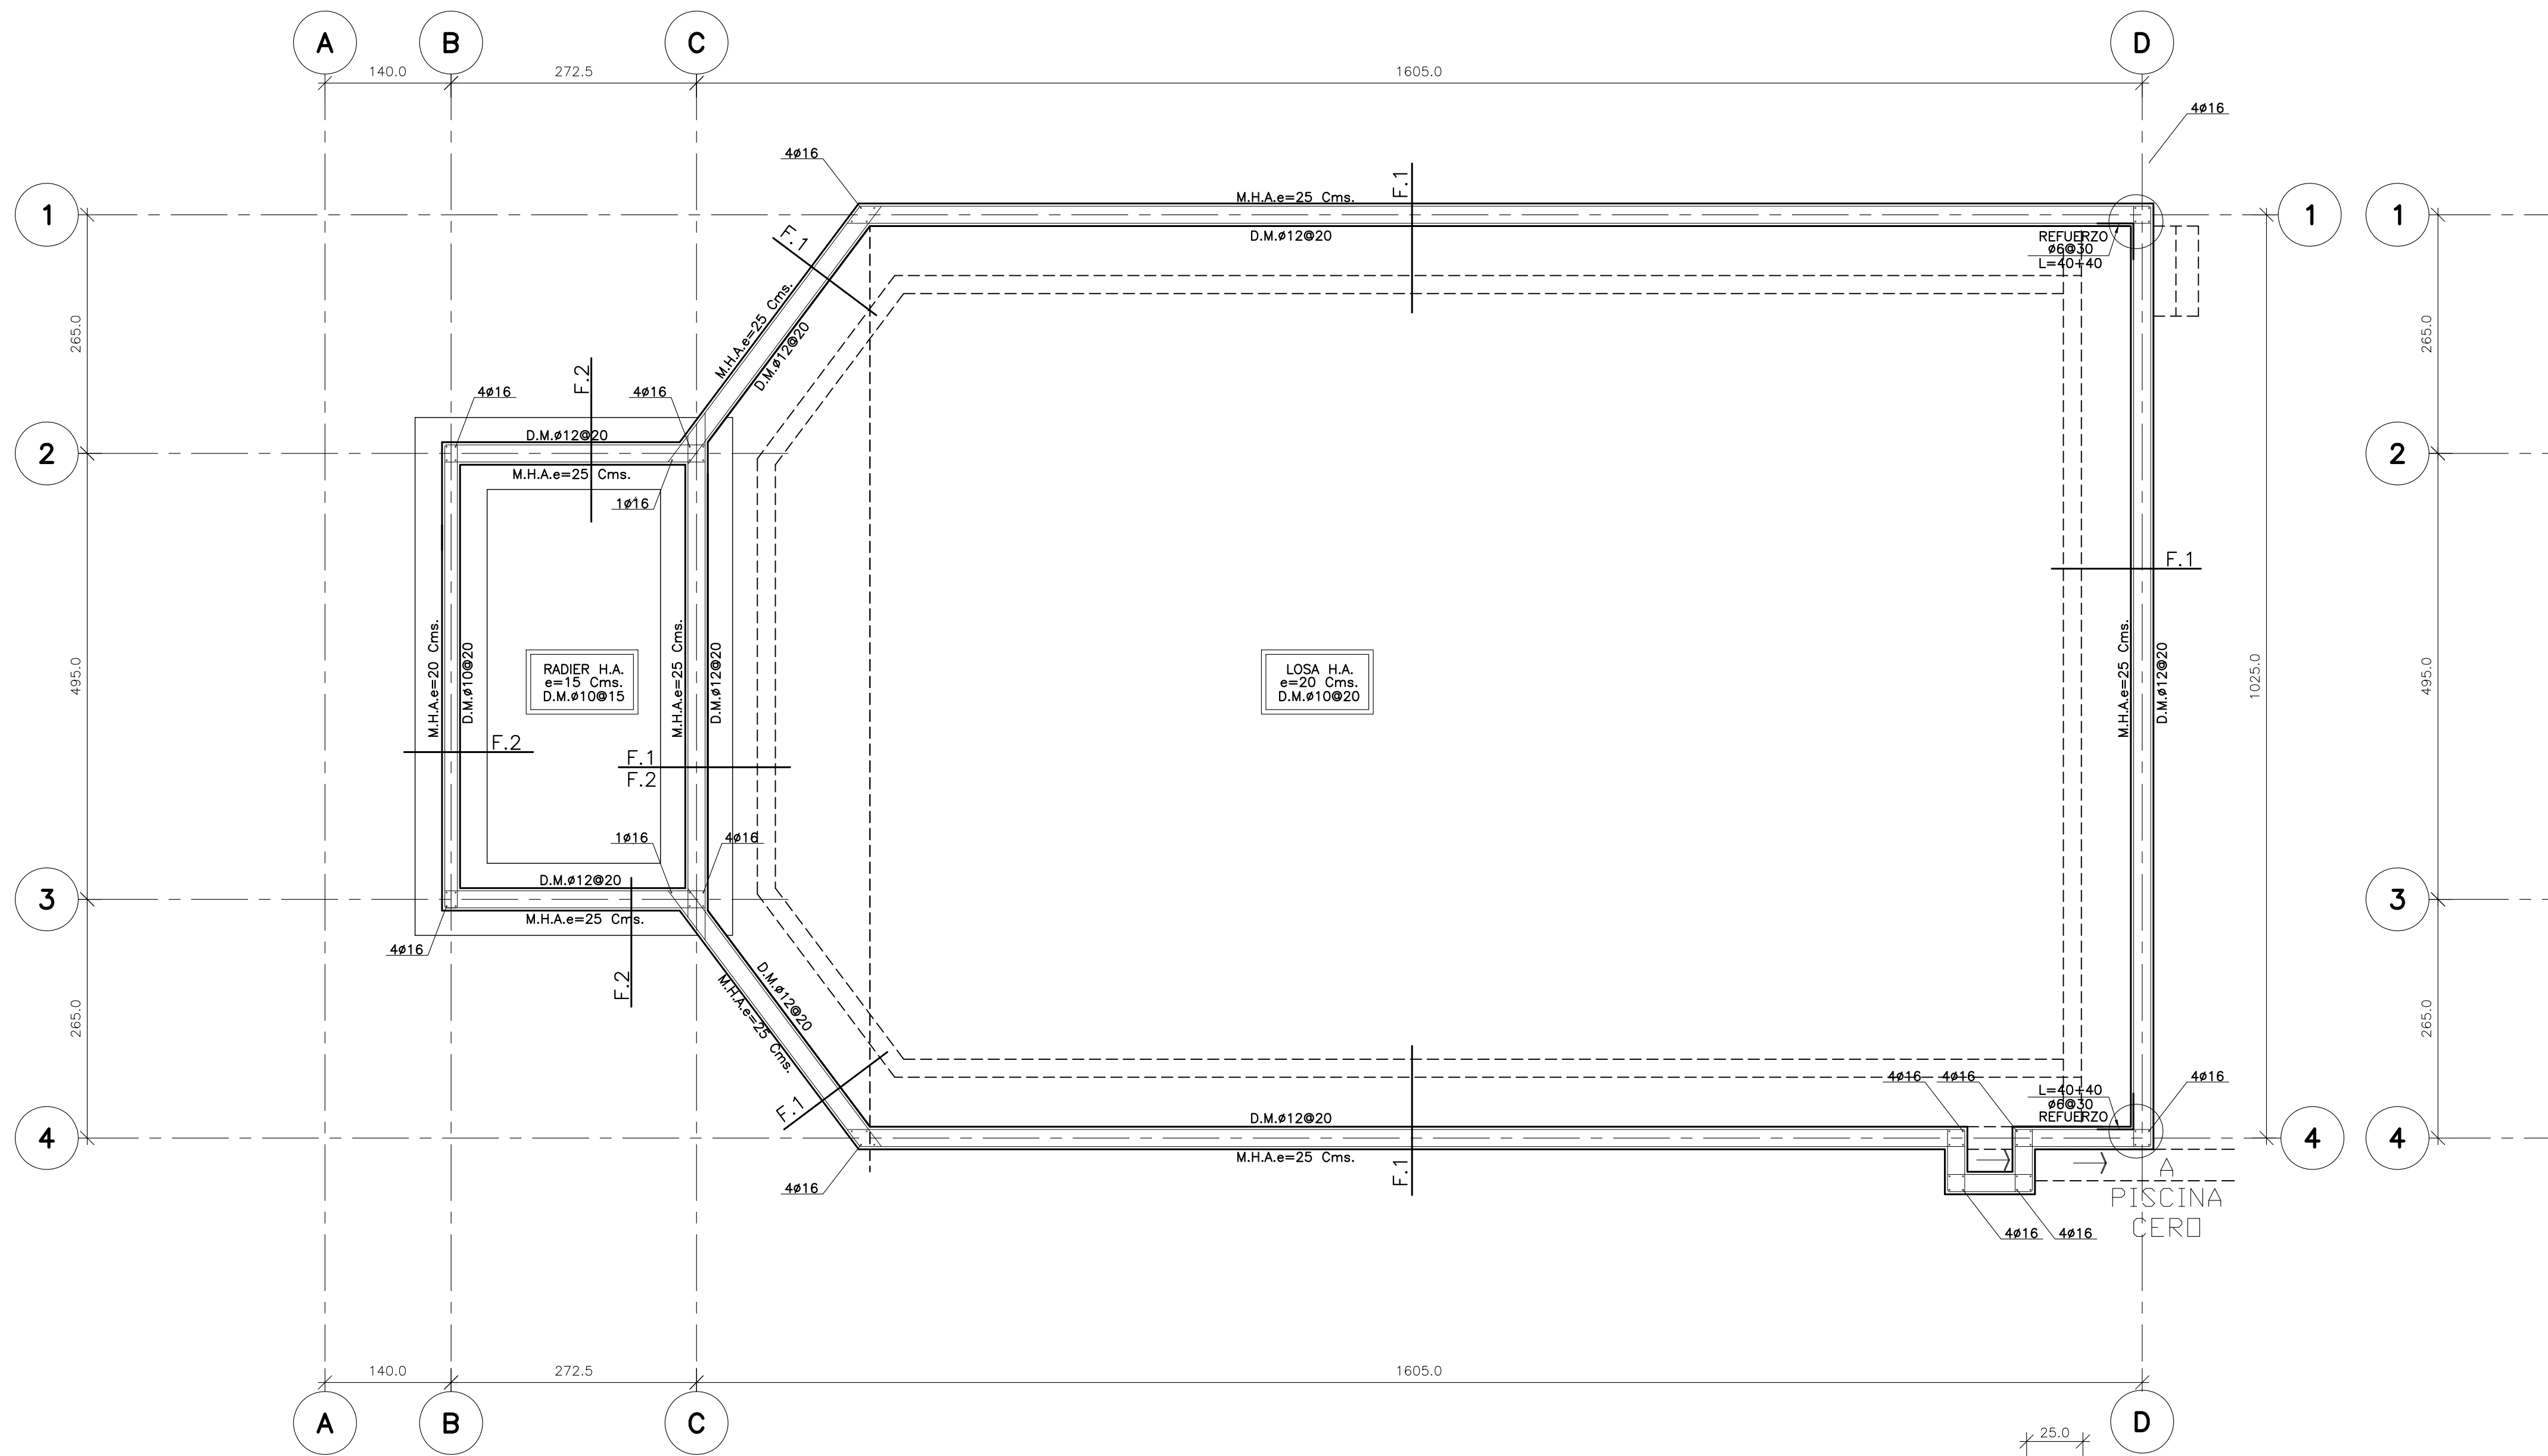 A
B
C
D
140.0
272.5
1605.0
4ø16
4ø16
F.1
M.H.A.e=25 Cms.
1
1
1
D.M.ø12@20
REFUERZO
ø6@30
L=40+40
F.1
M.H.A.e=25 Cms.
D.M.ø12@20
265.0
265.0
F.2
4ø16
4ø16
D.M.ø12@20
2
2
M.H.A.e=25 Cms.
1ø16
F.1
M.H.A.e=20 Cms.
D.M.ø10@20
RADIER H.A.
e=15 Cms.
D.M.ø10@15
M.H.A.e=25 Cms.
D.M.ø12@20
LOSA H.A.
e=20 Cms.
D.M.ø10@20
M.H.A.e=25 Cms.
D.M.ø12@20
495.0
1025.0
495.0
F.2
F.1
F.2
1ø16
4ø16
D.M.ø12@20
3
3
M.H.A.e=25 Cms.
4ø16
F.2
D.M.ø12@20
M.H.A.e=25 Cms.
265.0
265.0
F.1
4ø16
4ø16
L=40+40
ø6@30
REFUERZO
4ø16
D.M.ø12@20
4
4
4
M.H.A.e=25 Cms.
F.1
4ø16
A
PISCINA
CERO
4ø16
4ø16
140.0
272.5
1605.0
A
B
C
D
25.0